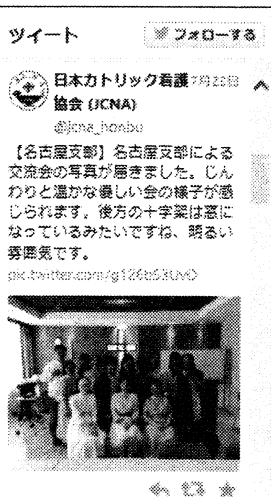 ツイート
フォローする
日本カトリック看護 7月22日
協会 (JCNA)
@jcna_honbu
【名古屋支部】名古屋支部による
交流会の写真が届きました。じん
わりと温かな優しい会の様子が感
じられます。後方の十字架は窓に
なっているみたいですね、明るい
雰囲気です。